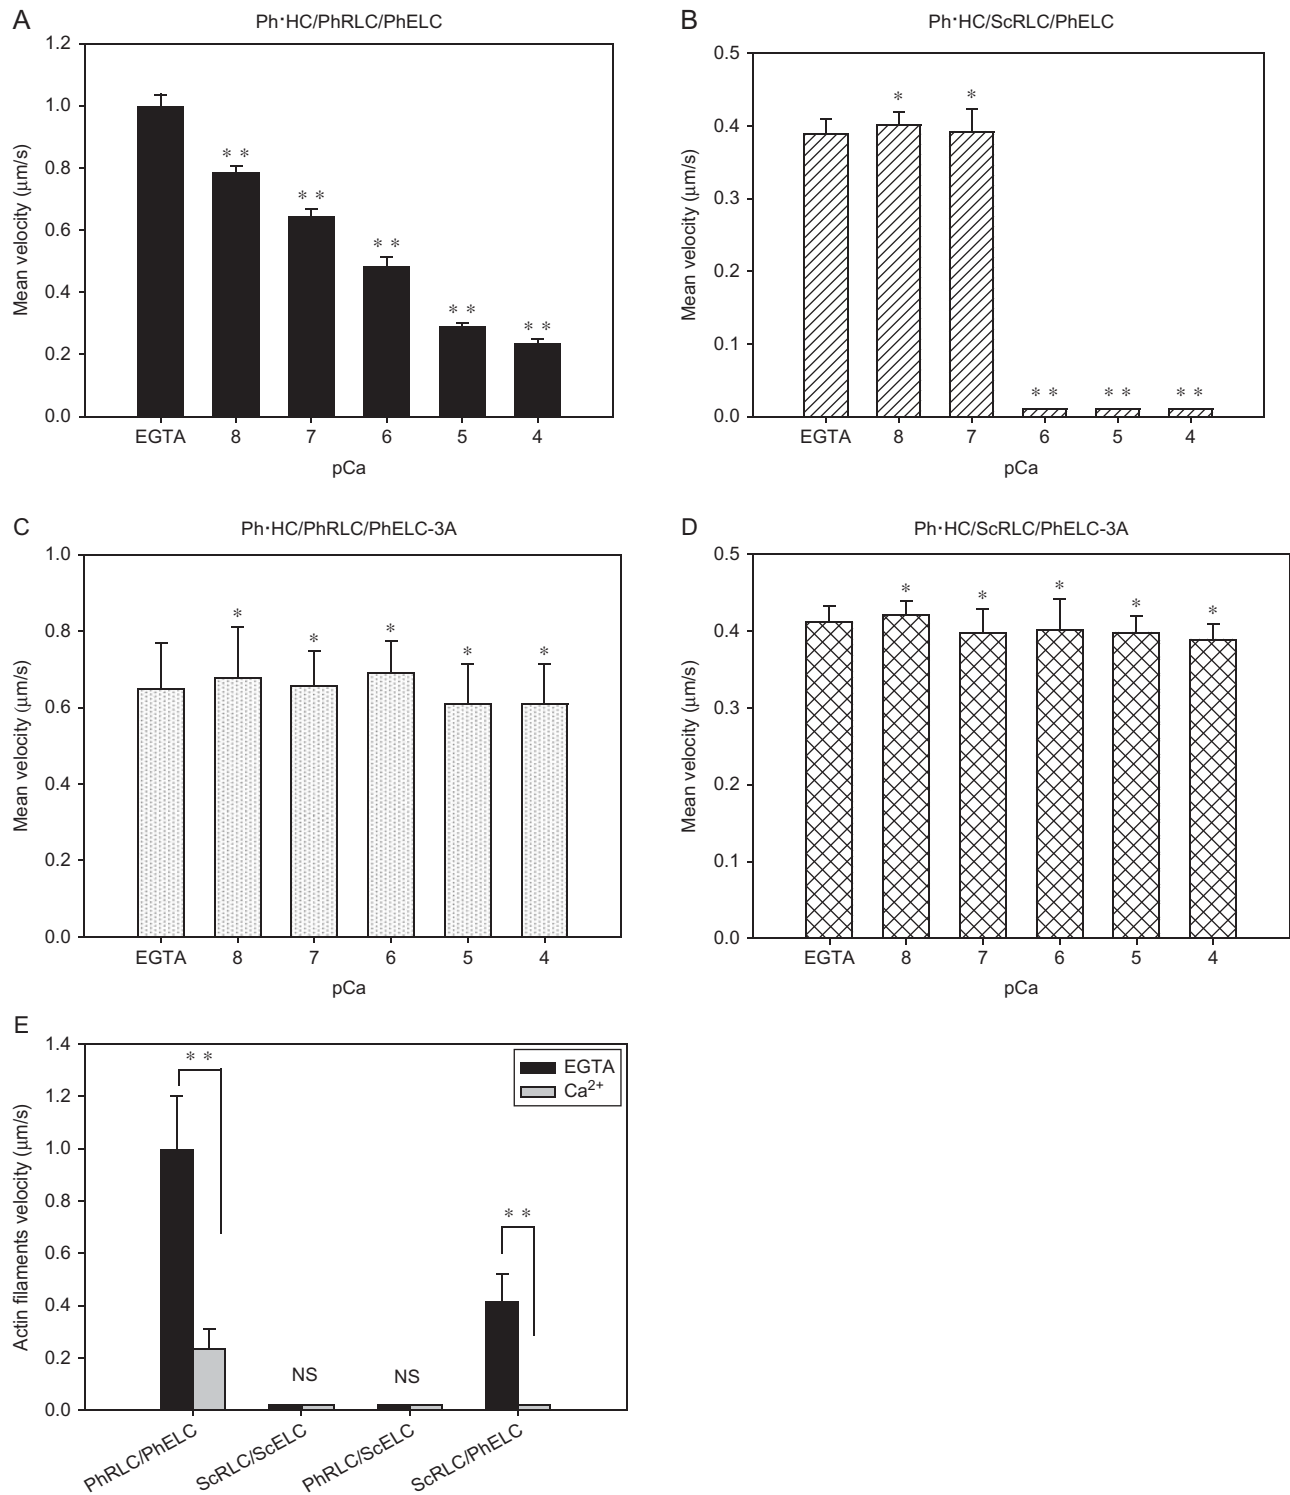 A
Ph·HC/PhRLC/PhELC
1.2
1.0
0.8
0.6
0.4
0.2
0.0
Mean velocity (μm/s)
* *
* *
* *
* *
* *
EGTA 8 7 6 5 4
pCa
B
Ph·HC/ScRLC/PhELC
0.5
0.4
0.3
0.2
0.1
0.0
Mean velocity (μm/s)
* *
* * * * * *
EGTA 8 7 6 5 4
pCa
C
Ph·HC/PhRLC/PhELC-3A
1.0
0.8
0.6
0.4
0.2
0.0
Mean velocity (μm/s)
* * * * *
EGTA 8 7 6 5 4
pCa
D
Ph·HC/ScRLC/PhELC-3A
0.5
0.4
0.3
0.2
0.1
0.0
Mean velocity (μm/s)
* * * * *
EGTA 8 7 6 5 4
pCa
E
1.4
1.2
1.0
0.8
0.6
0.4
0.2
0.0
Actin filaments velocity (μm/s)
* *
EGTA
Ca²⁺
* *
NS NS
PhRLC/PhELC
ScRLC/ScELC
PhRLC/ScELC
ScRLC/PhELC